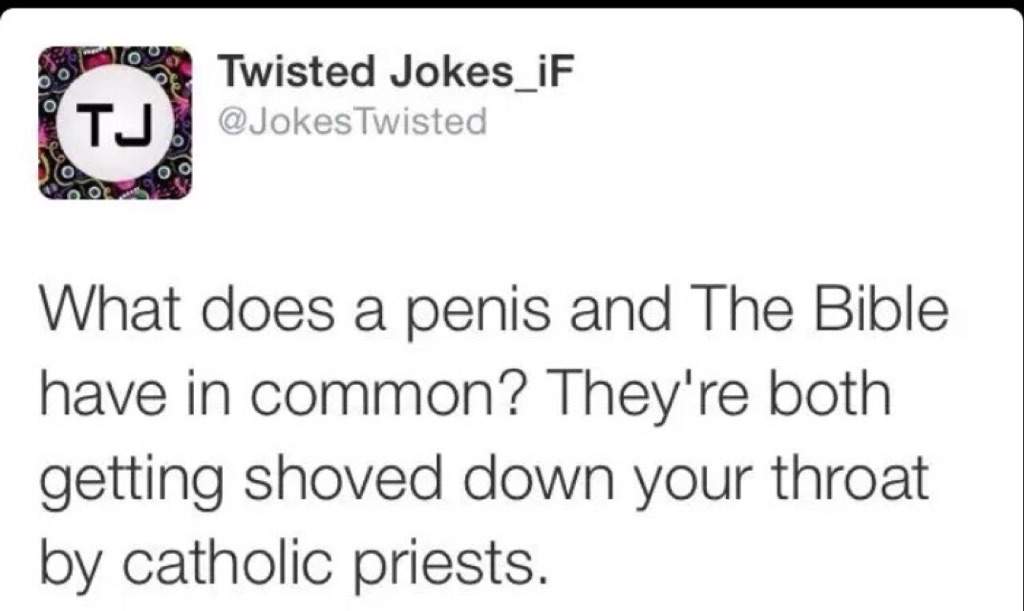 TJ
Twisted Jokes_iF
@JokesTwisted
What does a penis and The Bible
have in common? They're both
getting shoved down your throat
by catholic priests.